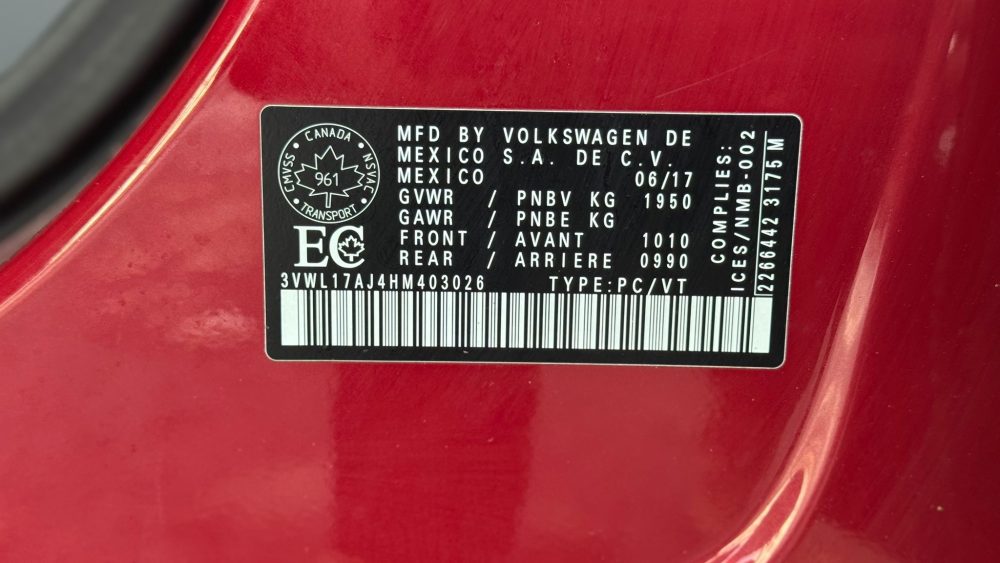 CANADA
CMVSS
NSVAC
961
TRANSPORT
EC
MFD BY VOLKSWAGEN DE
MEXICO S.A. DE C.V.
MEXICO 06/17
GVWR / PNBV KG 1950
GAWR / PNBE KG
FRONT / AVANT 1010
REAR / ARRIERE 0990
3VWL17AJ4HM403026 TYPE:PC/VT
COMPLIES:
ICES/NMB-002
2266442 3175 M